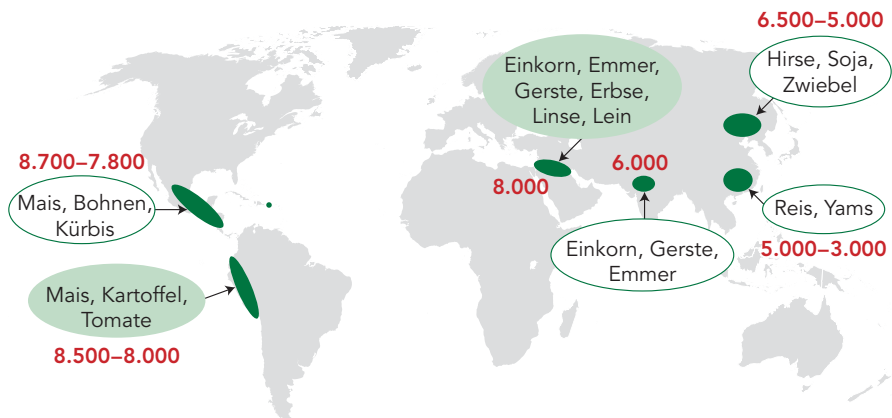 6.500–5.000
Hirse, Soja,
Zwiebel
Einkorn, Emmer,
Gerste, Erbse,
Linse, Lein
8.000
6.000
8.700–7.800
Mais, Bohnen,
Kürbis
Reis, Yams
5.000–3.000
Einkorn, Gerste,
Emmer
Mais, Kartoffel,
Tomate
8.500–8.000